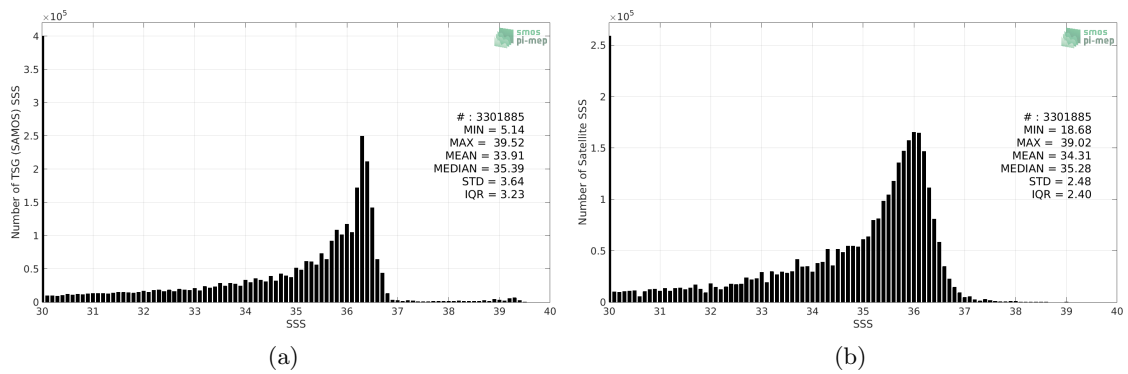 ×10⁵
4
3.5
3
2.5
2
1.5
1
0.5
0
Number of TSG (SAMOS) SSS
30 31 32 33 34 35 36 37 38 39 40
SSS
smos
pi-mep
# : 3301885
MIN = 5.14
MAX = 39.52
MEAN = 33.91
MEDIAN = 35.39
STD = 3.64
IQR = 3.23
(a)
×10⁵
2.5
2
1.5
1
0.5
0
Number of Satellite SSS
30 31 32 33 34 35 36 37 38 39 40
SSS
smos
pi-mep
# : 3301885
MIN = 18.68
MAX = 39.02
MEAN = 34.31
MEDIAN = 35.28
STD = 2.48
IQR = 2.40
(b)